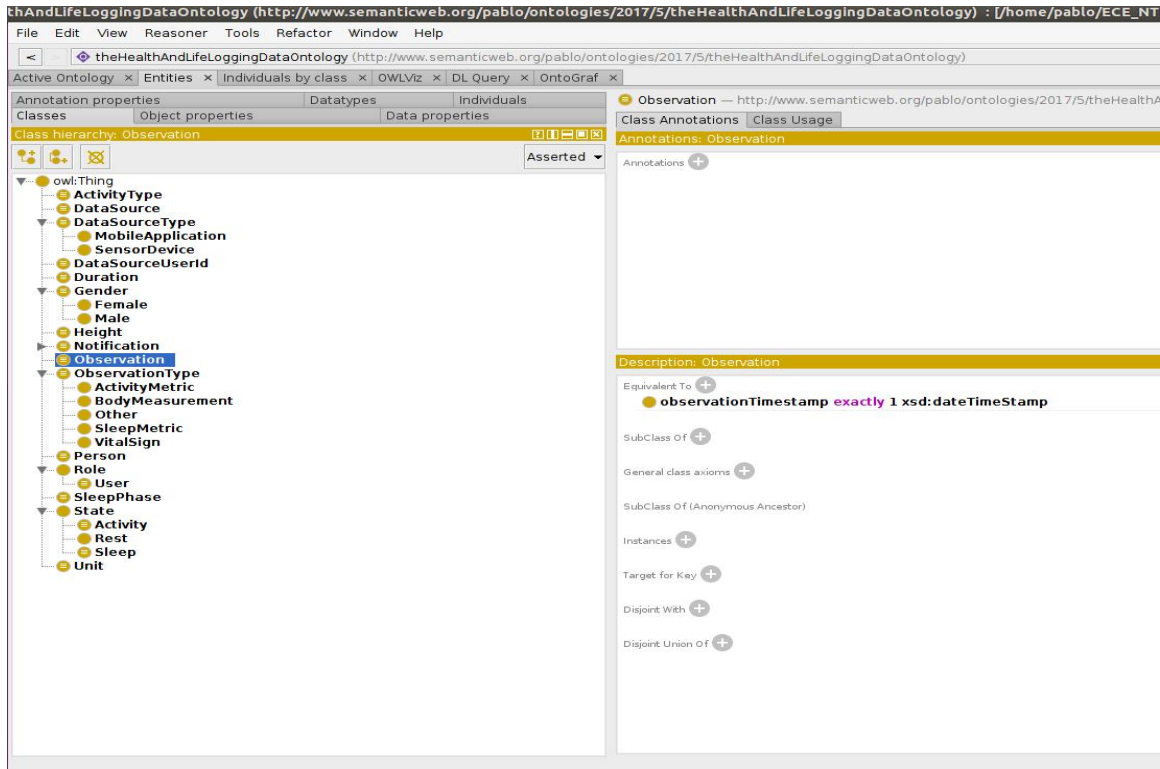 thAndLifeLoggingDataOntology (http://www.semanticweb.org/pablo/ontologies/2017/5/theHealthAndLifeLoggingDataOntology) : [/home/pablo/ECE_NT
File Edit View Reasoner Tools Refactor Window Help
< theHealthAndLifeLoggingDataOntology (http://www.semanticweb.org/pablo/ontologies/2017/5/theHealthAndLifeLoggingDataOntology)
Active Ontology × Entities × Individuals by class × OWLViz × DL Query × OntoGraf ×
Annotation properties Datatypes Individuals
Classes Object properties Data properties
Class hierarchy: Observation
Asserted
owl:Thing
ActivityType
DataSource
DataSourceType
MobileApplication
SensorDevice
DataSourceUserId
Duration
Gender
Female
Male
Height
Notification
Observation
ObservationType
ActivityMetric
BodyMeasurement
Other
SleepMetric
VitalSign
Person
Role
User
SleepPhase
State
Activity
Rest
Sleep
Unit
Observation — http://www.semanticweb.org/pablo/ontologies/2017/5/theHealthA
Class Annotations Class Usage
Annotations: Observation
Annotations
Description: Observation
Equivalent To
observationTimestamp exactly 1 xsd:dateTimeStamp
SubClass Of
General class axioms
SubClass Of (Anonymous Ancestor)
Instances
Target for Key
Disjoint With
Disjoint Union Of